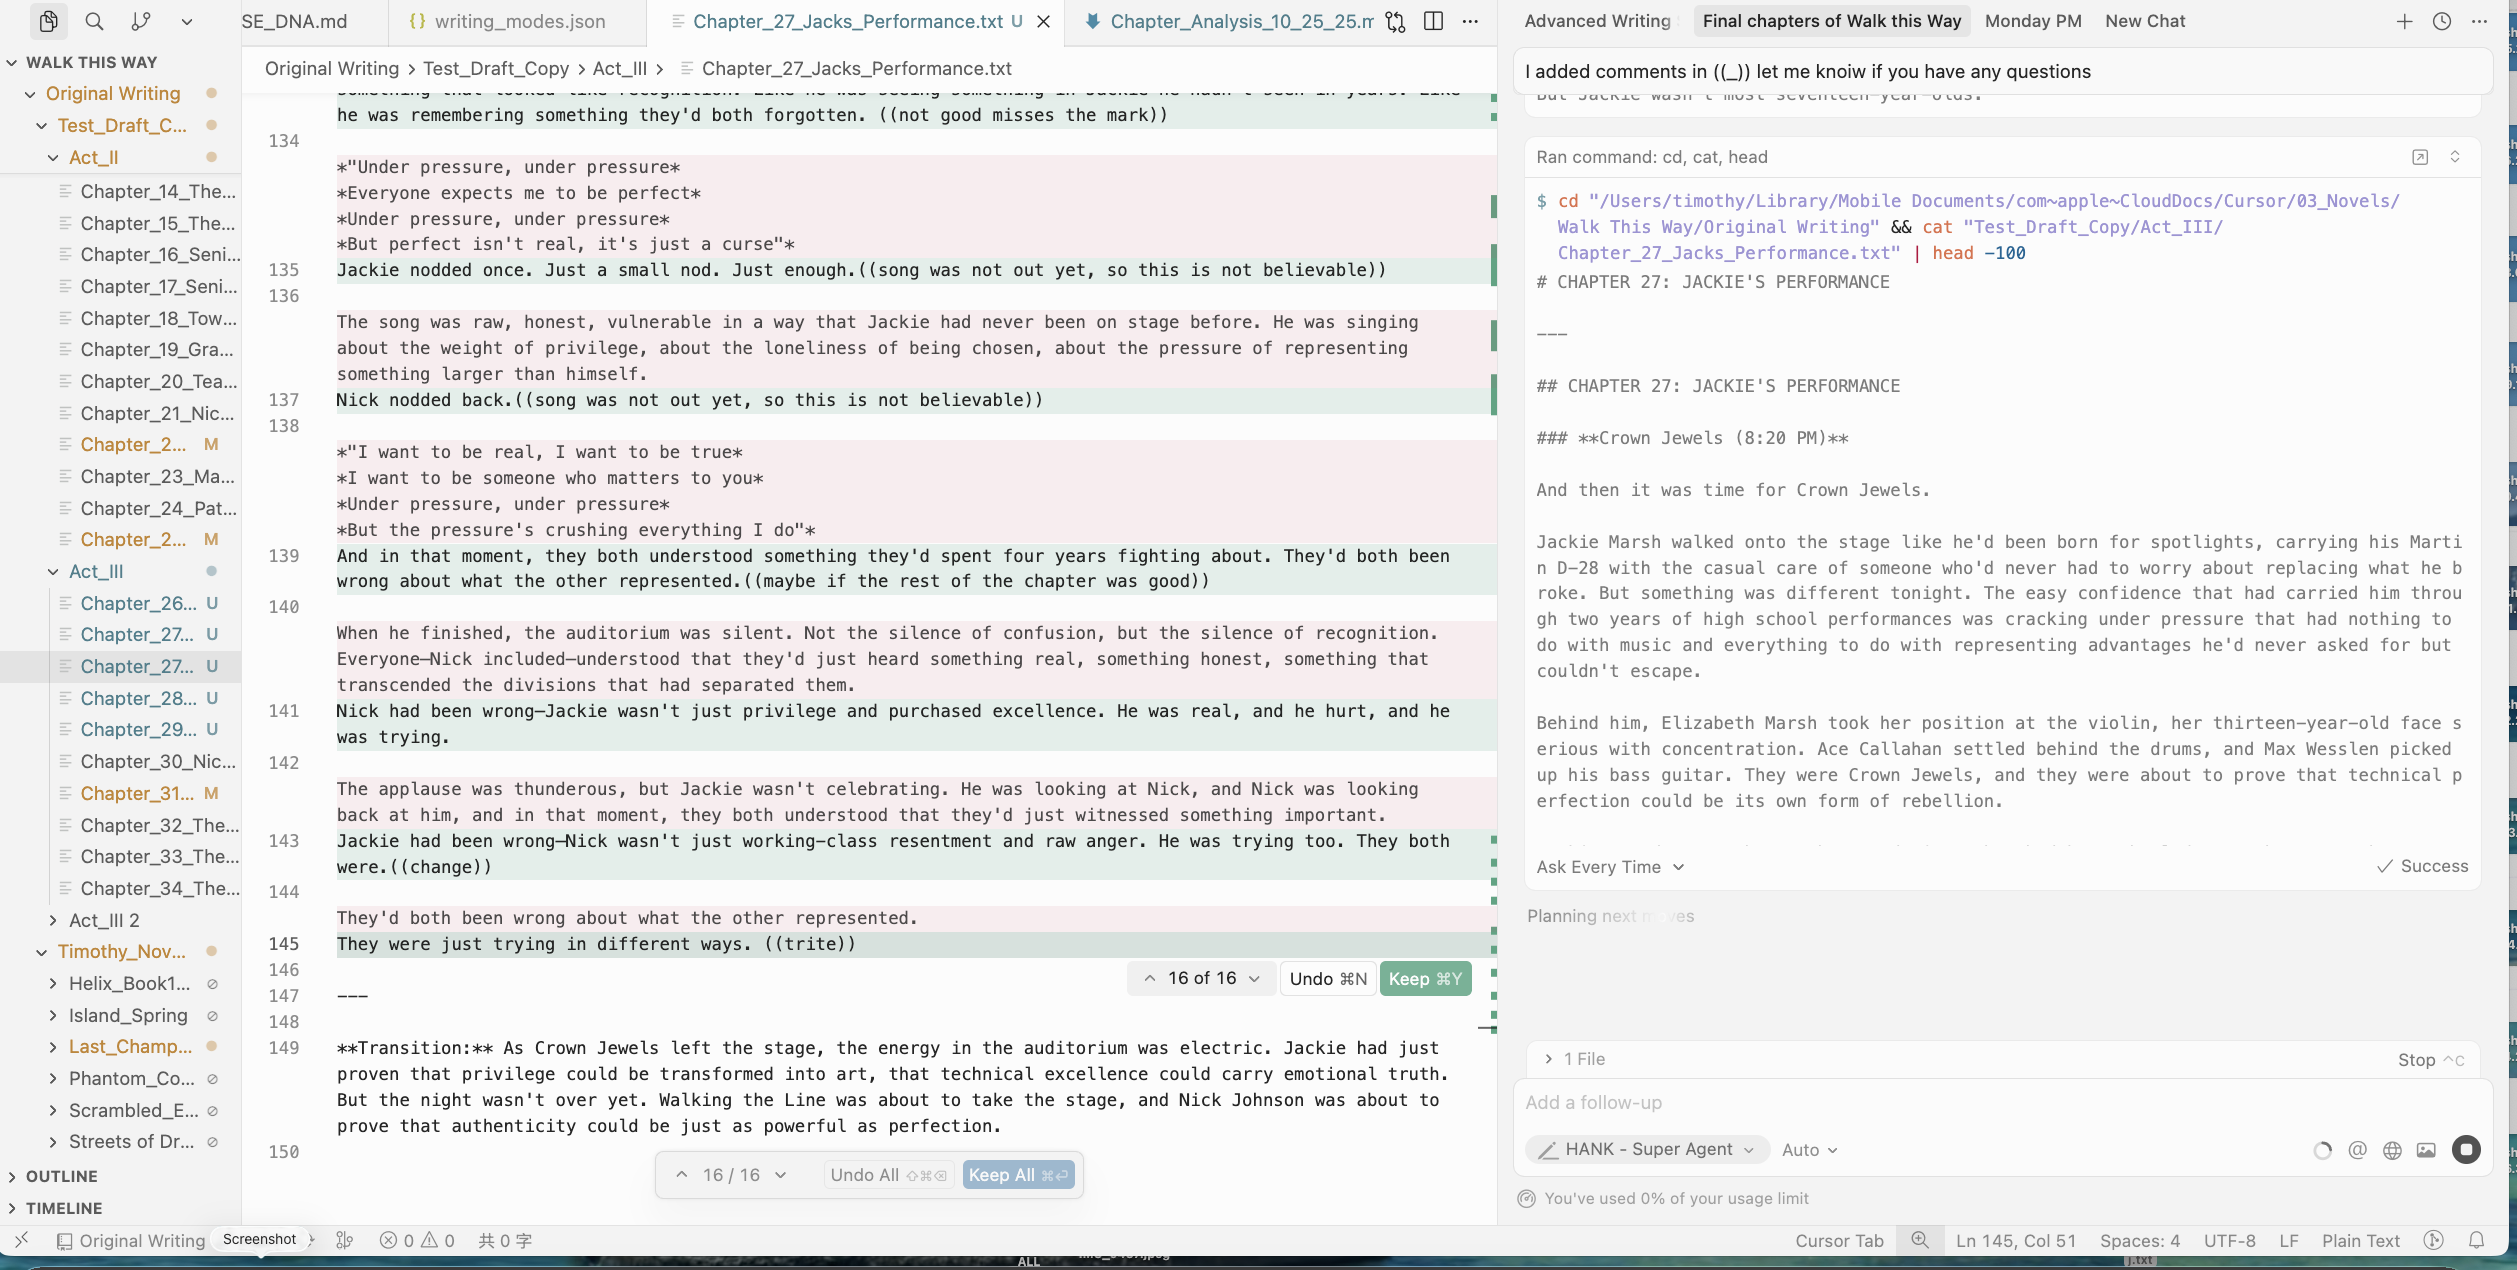 SE_DNA.md
{} writing_modes.json
Chapter_27_Jacks_Performance.txt U
Chapter_Analysis_10_25_25.m
Original Writing > Test_Draft_Copy > Act_III > Chapter_27_Jacks_Performance.txt
WALK THIS WAY
Original Writing
Test_Draft_C...
Act_II
Chapter_14_The...
Chapter_15_The...
Chapter_16_Seni...
Chapter_17_Seni...
Chapter_18_Tow...
Chapter_19_Gra...
Chapter_20_Tea...
Chapter_21_Nic...
Chapter_2... M
Chapter_23_Ma...
Chapter_24_Pat...
Chapter_2... M
Act_III
Chapter_26... U
Chapter_27... U
Chapter_27... U
Chapter_28... U
Chapter_29... U
Chapter_30_Nic...
Chapter_31... M
Chapter_32_The...
Chapter_33_The...
Chapter_34_The...
Act_III 2
Timothy_Nov...
Helix_Book1...
Island_Spring
Last_Champ...
Phantom_Co...
Scrambled_E...
Streets of Dr...
OUTLINE
TIMELINE
he was remembering something they'd both forgotten. ((not good misses the mark))
134
*"Under pressure, under pressure*
*Everyone expects me to be perfect*
*Under pressure, under pressure*
*But perfect isn't real, it's just a curse"*
135 Jackie nodded once. Just a small nod. Just enough.((song was not out yet, so this is not believable))
136
The song was raw, honest, vulnerable in a way that Jackie had never been on stage before. He was singing
about the weight of privilege, about the loneliness of being chosen, about the pressure of representing
something larger than himself.
137 Nick nodded back.((song was not out yet, so this is not believable))
138
*"I want to be real, I want to be true*
*I want to be someone who matters to you*
*Under pressure, under pressure*
*But the pressure's crushing everything I do"*
139 And in that moment, they both understood something they'd spent four years fighting about. They'd both been
wrong about what the other represented.((maybe if the rest of the chapter was good))
140
When he finished, the auditorium was silent. Not the silence of confusion, but the silence of recognition.
Everyone—Nick included—understood that they'd just heard something real, something honest, something that
transcended the divisions that had separated them.
141 Nick had been wrong—Jackie wasn't just privilege and purchased excellence. He was real, and he hurt, and he
was trying.
142
The applause was thunderous, but Jackie wasn't celebrating. He was looking at Nick, and Nick was looking
back at him, and in that moment, they both understood that they'd just witnessed something important.
143 Jackie had been wrong—Nick wasn't just working-class resentment and raw anger. He was trying too. They both
were.((change))
144
They'd both been wrong about what the other represented.
145 They were just trying in different ways. ((trite))
146
16 of 16 Undo ⌘N Keep ⌘Y
147 ---
148
149 **Transition:** As Crown Jewels left the stage, the energy in the auditorium was electric. Jackie had just
proven that privilege could be transformed into art, that technical excellence could carry emotional truth.
But the night wasn't over yet. Walking the Line was about to take the stage, and Nick Johnson was about to
prove that authenticity could be just as powerful as perfection.
150
16 / 16 Undo All ⇧⌘⌫ Keep All ⌘⏎
Advanced Writing
Final chapters of Walk this Way
Monday PM
New Chat
I added comments in ((_)) let me knoiw if you have any questions
But Jackie wasn't most seventeen-year-olds.
Ran command: cd, cat, head
$ cd "/Users/timothy/Library/Mobile Documents/com~apple~CloudDocs/Cursor/03_Novels/
Walk This Way/Original Writing" && cat "Test_Draft_Copy/Act_III/
Chapter_27_Jacks_Performance.txt" | head -100
# CHAPTER 27: JACKIE'S PERFORMANCE
---
## CHAPTER 27: JACKIE'S PERFORMANCE
### **Crown Jewels (8:20 PM)**
And then it was time for Crown Jewels.
Jackie Marsh walked onto the stage like he'd been born for spotlights, carrying his Marti
n D-28 with the casual care of someone who'd never had to worry about replacing what he b
roke. But something was different tonight. The easy confidence that had carried him throu
gh two years of high school performances was cracking under pressure that had nothing to
do with music and everything to do with representing advantages he'd never asked for but
couldn't escape.
Behind him, Elizabeth Marsh took her position at the violin, her thirteen-year-old face s
erious with concentration. Ace Callahan settled behind the drums, and Max Wesslen picked
up his bass guitar. They were Crown Jewels, and they were about to prove that technical p
erfection could be its own form of rebellion.
Ask Every Time
Success
Planning next moves
1 File
Stop ^C
Add a follow-up
HANK - Super Agent
Auto
You've used 0% of your usage limit
Original Writing
Screenshot
0 0
共 0 字
Cursor Tab
Ln 145, Col 51
Spaces: 4
UTF-8
LF
Plain Text
ALL
j.txt